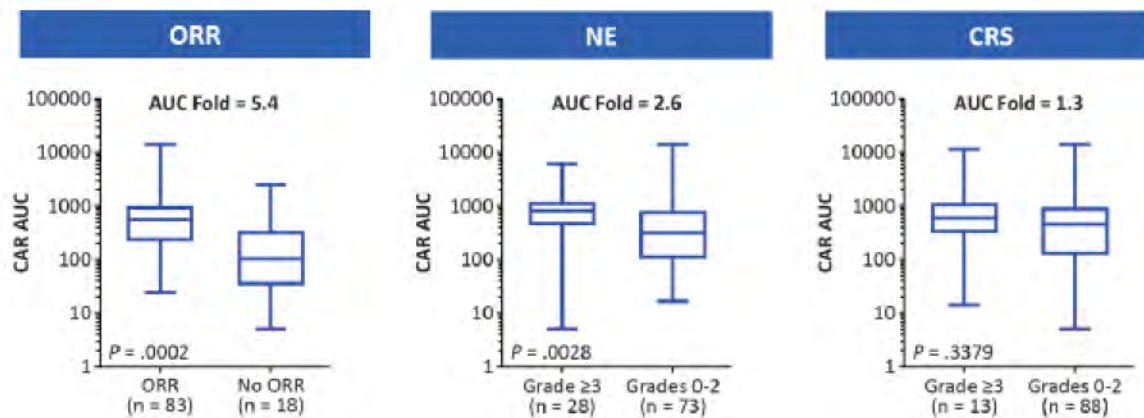 ORR
AUC Fold = 5.4
CAR AUC
100000
10000
1000
100
10
1
P = .0002
ORR
(n = 83)
No ORR
(n = 18)
NE
AUC Fold = 2.6
CAR AUC
100000
10000
1000
100
10
1
P = .0028
Grade ≥3
(n = 28)
Grades 0-2
(n = 73)
CRS
AUC Fold = 1.3
CAR AUC
100000
10000
1000
100
10
1
P = .3379
Grade ≥3
(n = 13)
Grades 0-2
(n = 88)